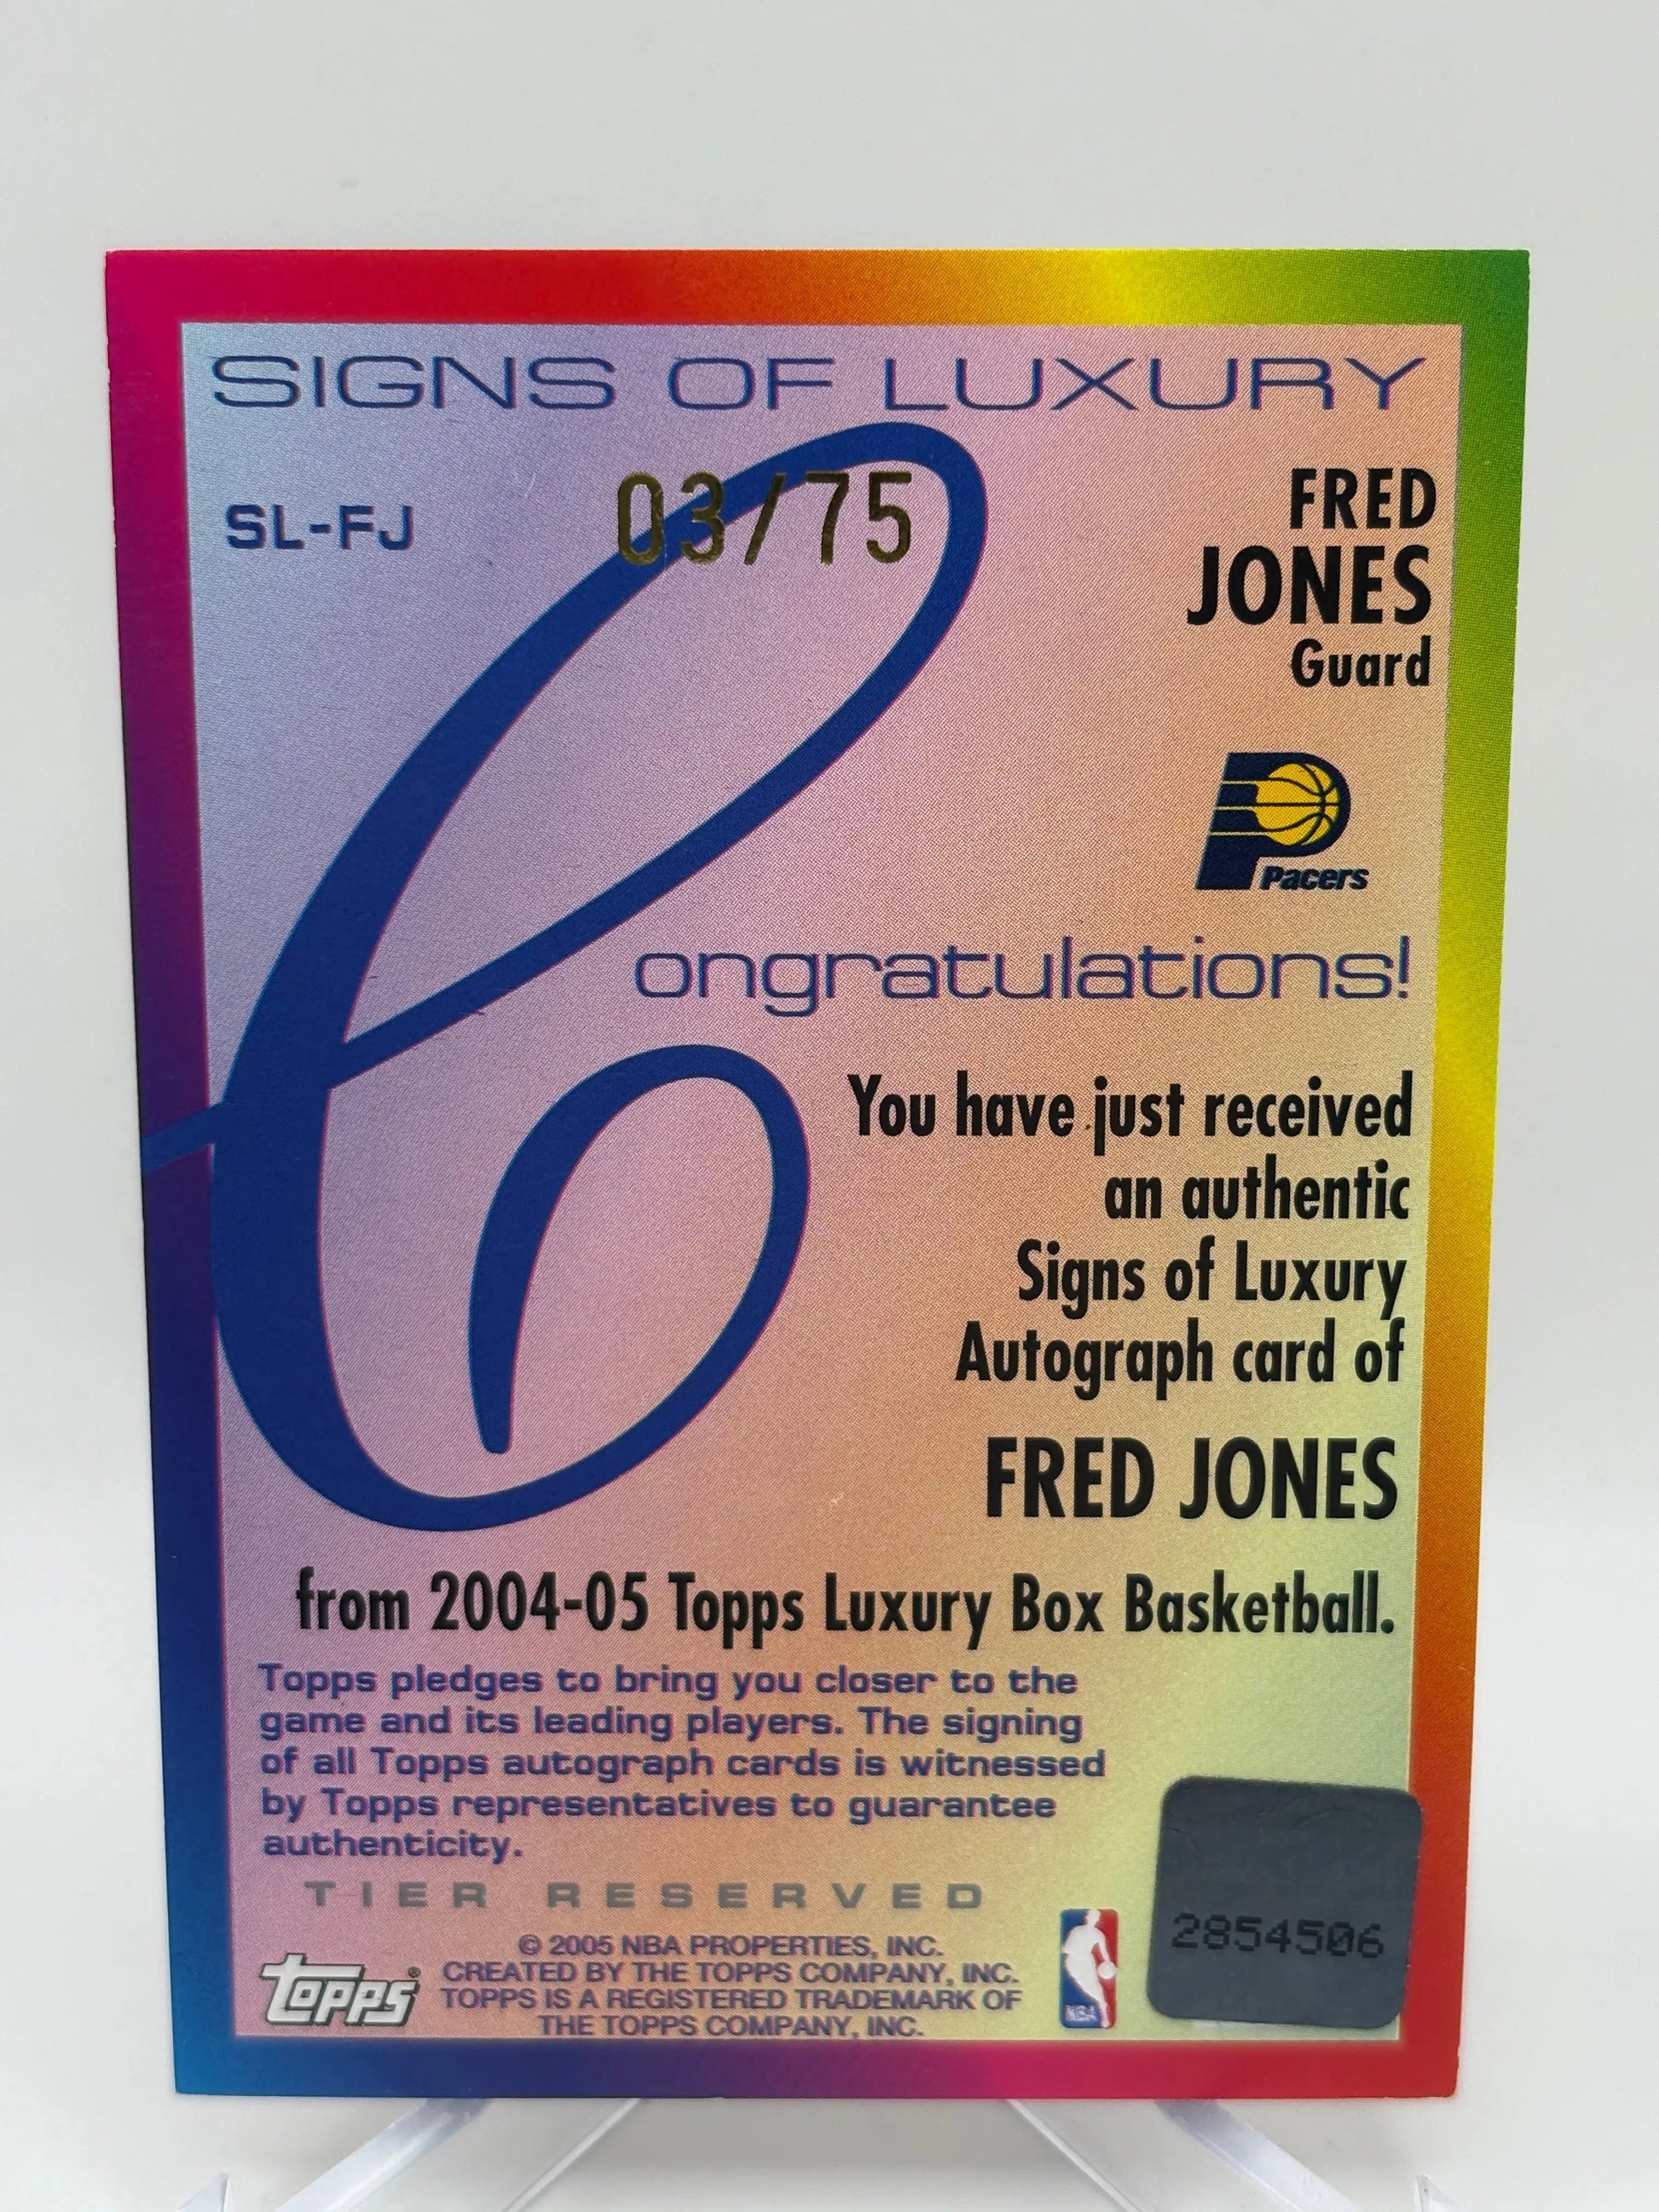 SIGNS OF LUXURY
SL-FJ
03/75
FRED
JONES
Guard
Pacers
Congratulations!
You have just received
an authentic
Signs of Luxury
Autograph card of
FRED JONES
from 2004-05 Topps Luxury Box Basketball.
Topps pledges to bring you closer to the
game and its leading players. The signing
of all Topps autograph cards is witnessed
by Topps representatives to guarantee
authenticity.
TIER RESERVED
© 2005 NBA PROPERTIES, INC.
CREATED BY THE TOPPS COMPANY, INC.
TOPPS IS A REGISTERED TRADEMARK OF
THE TOPPS COMPANY, INC.
topps®
NBA
2854506